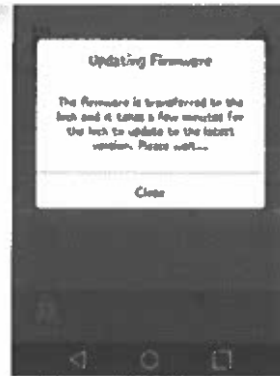 Updating Firmware
The firmware is transferred to the
lock and it takes a few minutes for
the lock to update to the latest
version. Please wait...
Close